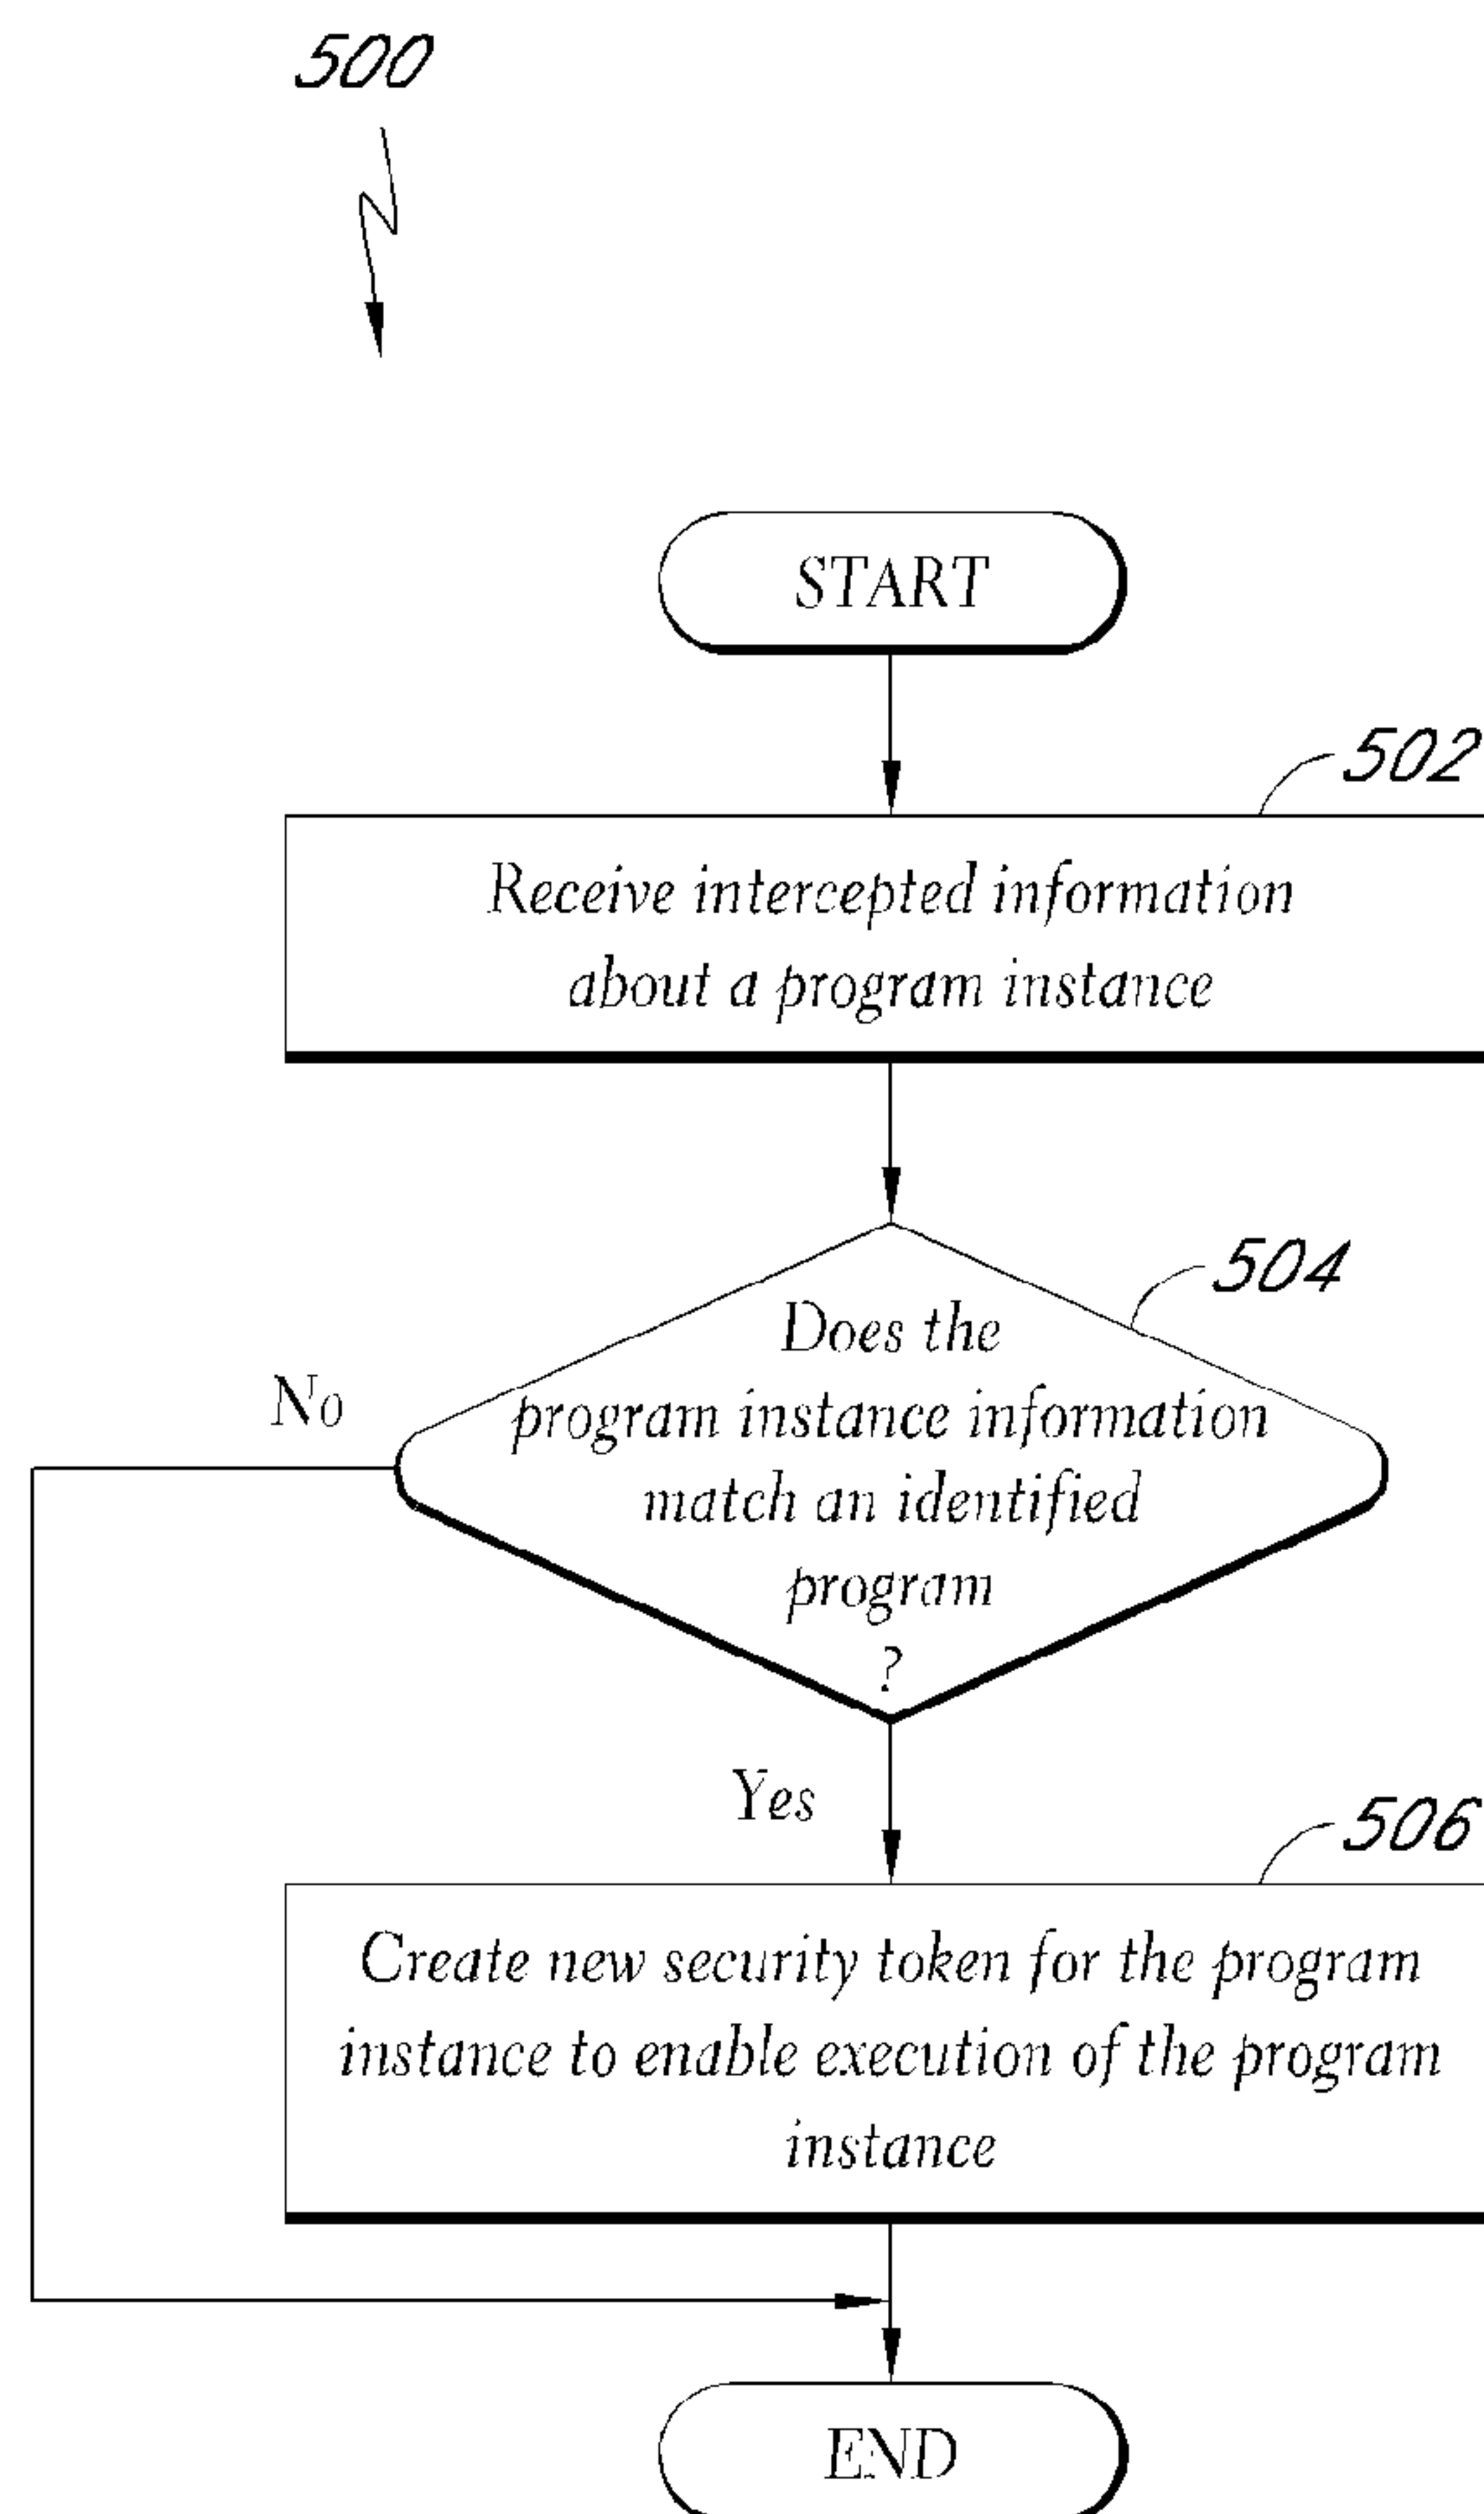 500
START
502
Receive intercepted information
about a program instance
504
Does the
program instance information
match an identified
program
?
No
Yes
506
Create new security token for the program
instance to enable execution of the program
instance
END